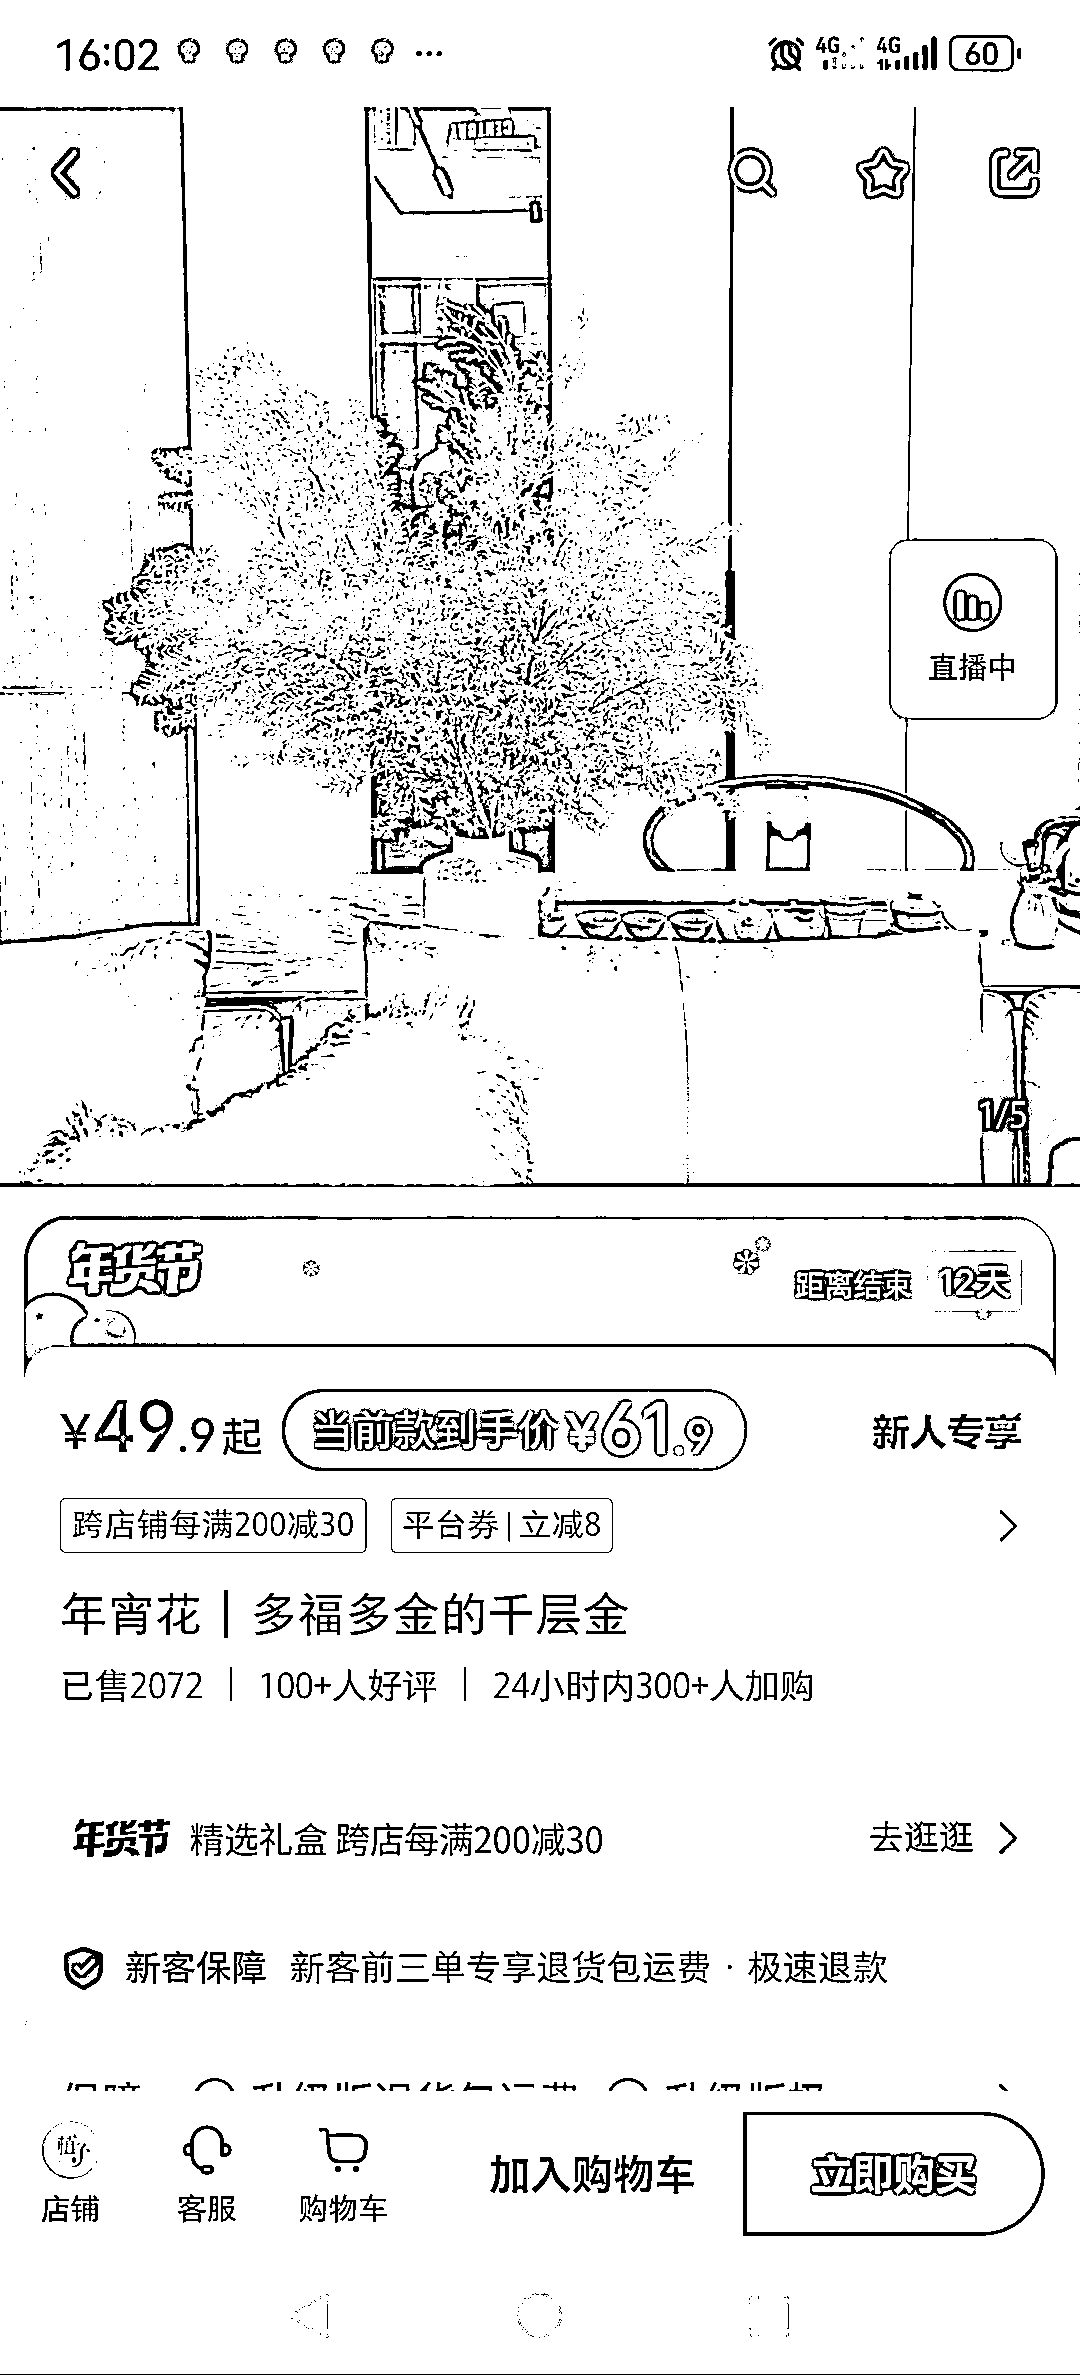 16:02
4G 4G 60
直播中
1/5
年货节
距离结束 12天
¥49.9起 当前款到手价¥61.9 新人专享
跨店铺每满200减30 平台券|立减8
年宵花｜多福多金的千层金
已售2072 | 100+人好评 | 24小时内300+人加购
年货节 精选礼盒 跨店每满200减30 去逛逛
新客保障 新客前三单专享退货包运费 · 极速退款
店铺 客服 购物车 加入购物车 立即购买